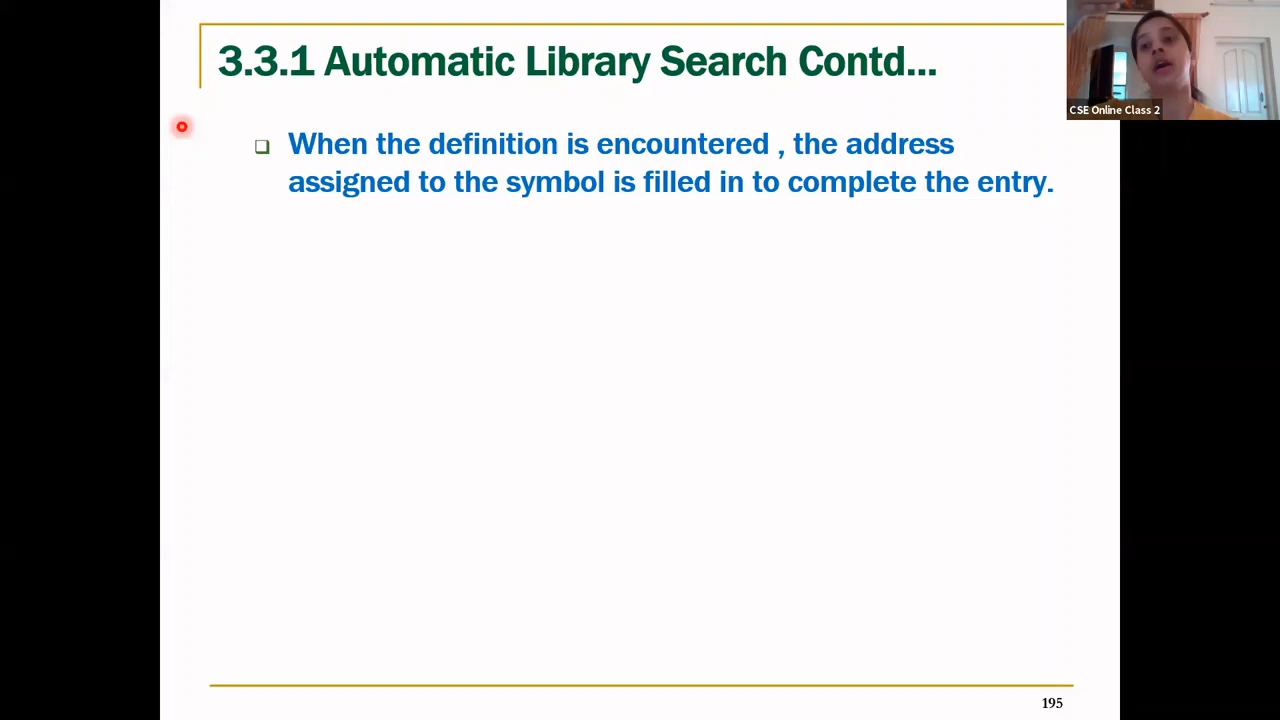 3.3.1 Automatic Library Search Contd...
CSE Online Class 2
When the definition is encountered , the address
assigned to the symbol is filled in to complete the entry.
195